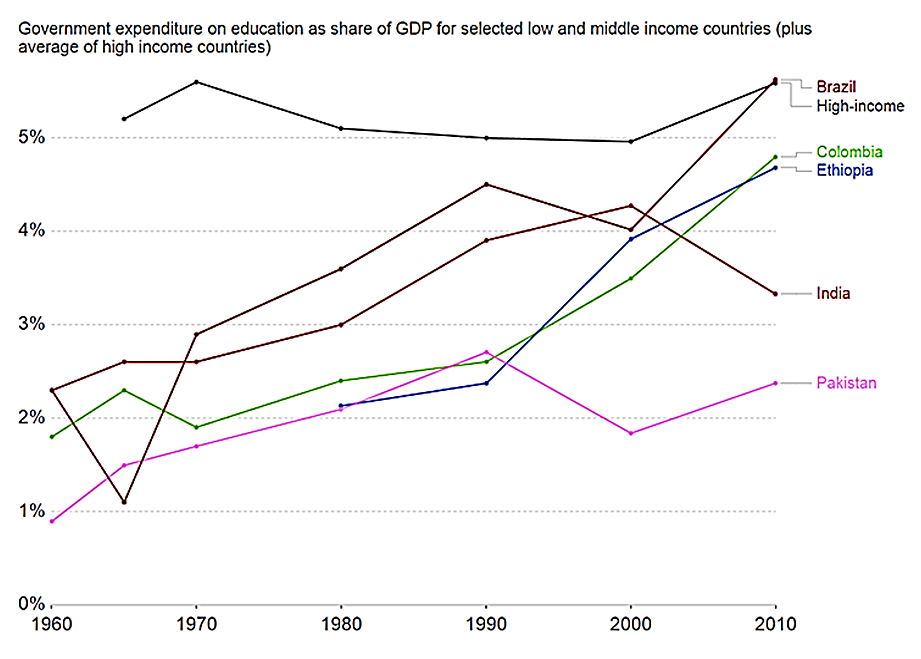 Government expenditure on education as share of GDP for selected low and middle income countries (plus
average of high income countries)
Brazil
High-income
5%
Colombia
Ethiopia
4%
India
3%
Pakistan
2%
1%
0%
1960 1970 1980 1990 2000 2010